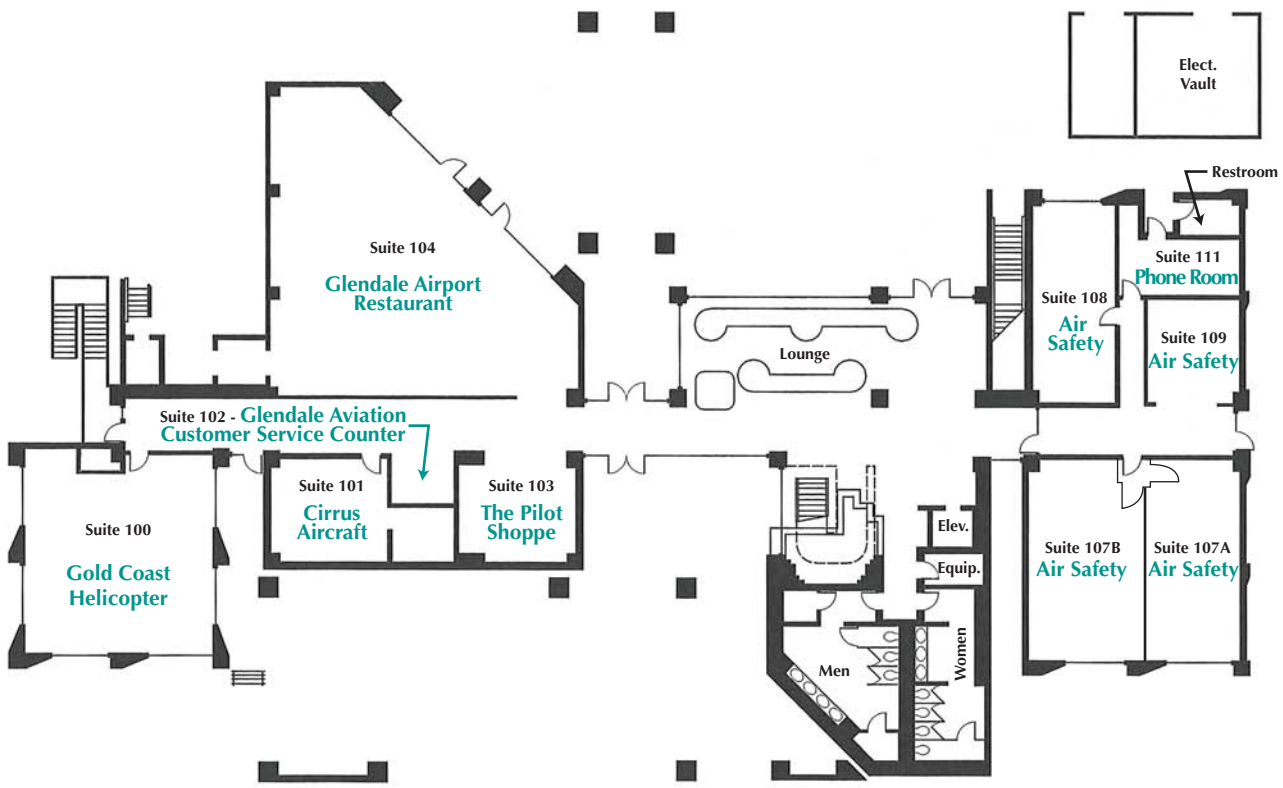 Elect.
Vault
Restroom
Suite 104
Glendale Airport
Restaurant
Suite 111
Phone Room
Suite 108
Air
Safety
Suite 109
Air Safety
Lounge
Suite 102 - Glendale Aviation
Customer Service Counter
Suite 101
Cirrus
Aircraft
Suite 103
The Pilot
Shoppe
Suite 100
Gold Coast
Helicopter
Elev.
Equip.
Suite 107B
Air Safety
Suite 107A
Air Safety
Men
Women